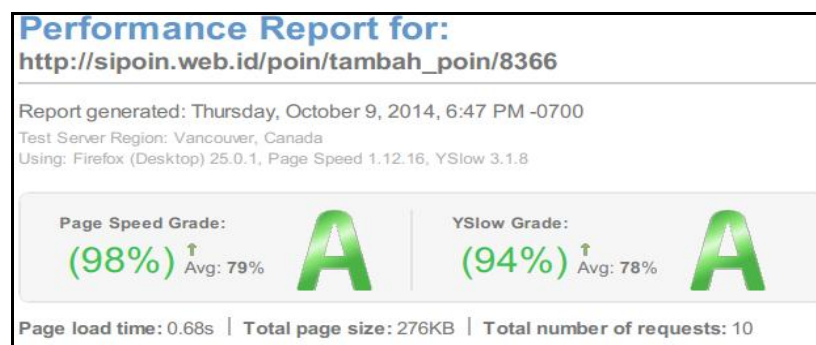 Performance Report for:
http://sipoin.web.id/poin/tambah_poin/8366
Report generated: Thursday, October 9, 2014, 6:47 PM -0700
Test Server Region: Vancouver, Canada
Using: Firefox (Desktop) 25.0.1, Page Speed 1.12.16, YSlow 3.1.8
Page Speed Grade:
(98%) Avg: 79% A
YSlow Grade:
(94%) Avg: 78% A
Page load time: 0.68s | Total page size: 276KB | Total number of requests: 10